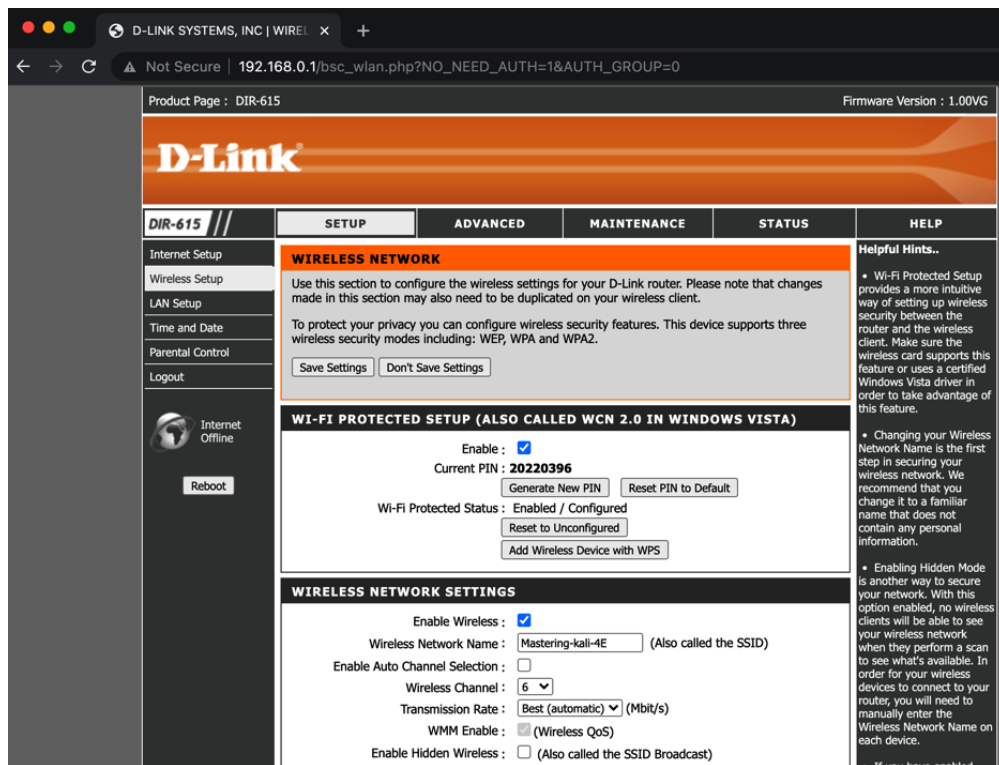 D-LINK SYSTEMS, INC | WIREL
Not Secure | 192.168.0.1/bsc_wlan.php?NO_NEED_AUTH=1&AUTH_GROUP=0
Product Page : DIR-615
Firmware Version : 1.00VG
D-Link
DIR-615
SETUP
ADVANCED
MAINTENANCE
STATUS
HELP
Internet Setup
Wireless Setup
LAN Setup
Time and Date
Parental Control
Logout
Internet
Offline
Reboot
WIRELESS NETWORK
Use this section to configure the wireless settings for your D-Link router. Please note that changes
made in this section may also need to be duplicated on your wireless client.
To protect your privacy you can configure wireless security features. This device supports three
wireless security modes including: WEP, WPA and WPA2.
Save Settings
Don't Save Settings
WI-FI PROTECTED SETUP (ALSO CALLED WCN 2.0 IN WINDOWS VISTA)
Enable :
Current PIN : 20220396
Generate New PIN
Reset PIN to Default
Wi-Fi Protected Status : Enabled / Configured
Reset to Unconfigured
Add Wireless Device with WPS
WIRELESS NETWORK SETTINGS
Enable Wireless :
Wireless Network Name : Mastering-kali-4E (Also called the SSID)
Enable Auto Channel Selection :
Wireless Channel : 6
Transmission Rate : Best (automatic) (Mbit/s)
WMM Enable : (Wireless QoS)
Enable Hidden Wireless : (Also called the SSID Broadcast)
Helpful Hints..
• Wi-Fi Protected Setup
provides a more intuitive
way of setting up wireless
security between the
router and the wireless
client. Make sure the
wireless card supports this
feature or uses a certified
Windows Vista driver in
order to take advantage of
this feature.
• Changing your Wireless
Network Name is the first
step in securing your
wireless network. We
recommend that you
change it to a familiar
name that does not
contain any personal
information.
• Enabling Hidden Mode
is another way to secure
your network. With this
option enabled, no wireless
clients will be able to see
your wireless network
when they perform a scan
to see what's available. In
order for your wireless
devices to connect to your
router, you will need to
manually enter the
Wireless Network Name on
each device.